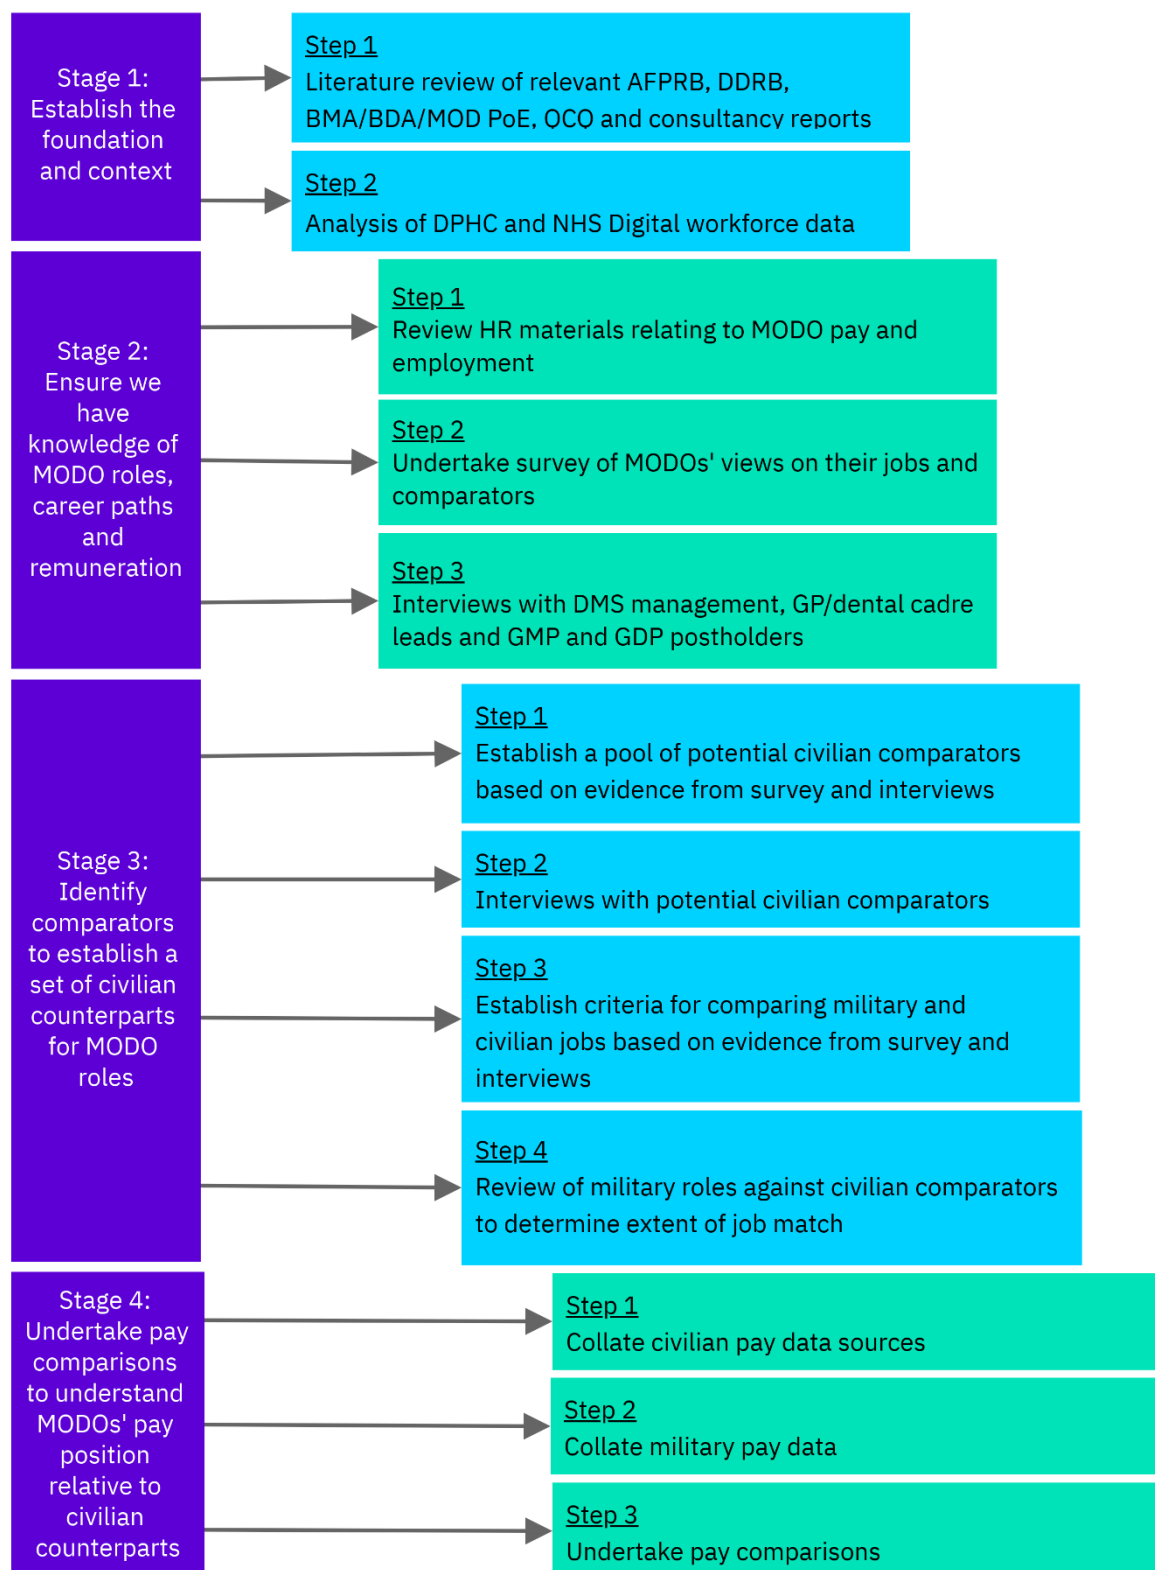 Stage 1:
Establish the
foundation
and context
Step 1
Literature review of relevant AFPRB, DDRB,
BMA/BDA/MOD PoE, QCQ and consultancy reports
Step 2
Analysis of DPHC and NHS Digital workforce data
Stage 2:
Ensure we
have
knowledge of
MODO roles,
career paths
and
remuneration
Step 1
Review HR materials relating to MODO pay and
employment
Step 2
Undertake survey of MODOs' views on their jobs and
comparators
Step 3
Interviews with DMS management, GP/dental cadre
leads and GMP and GDP postholders
Stage 3:
Identify
comparators
to establish a
set of civilian
counterparts
for MODO
roles
Step 1
Establish a pool of potential civilian comparators
based on evidence from survey and interviews
Step 2
Interviews with potential civilian comparators
Step 3
Establish criteria for comparing military and
civilian jobs based on evidence from survey and
interviews
Step 4
Review of military roles against civilian comparators
to determine extent of job match
Stage 4:
Undertake pay
comparisons
to understand
MODOs' pay
position
relative to
civilian
counterparts
Step 1
Collate civilian pay data sources
Step 2
Collate military pay data
Step 3
Undertake pay comparisons